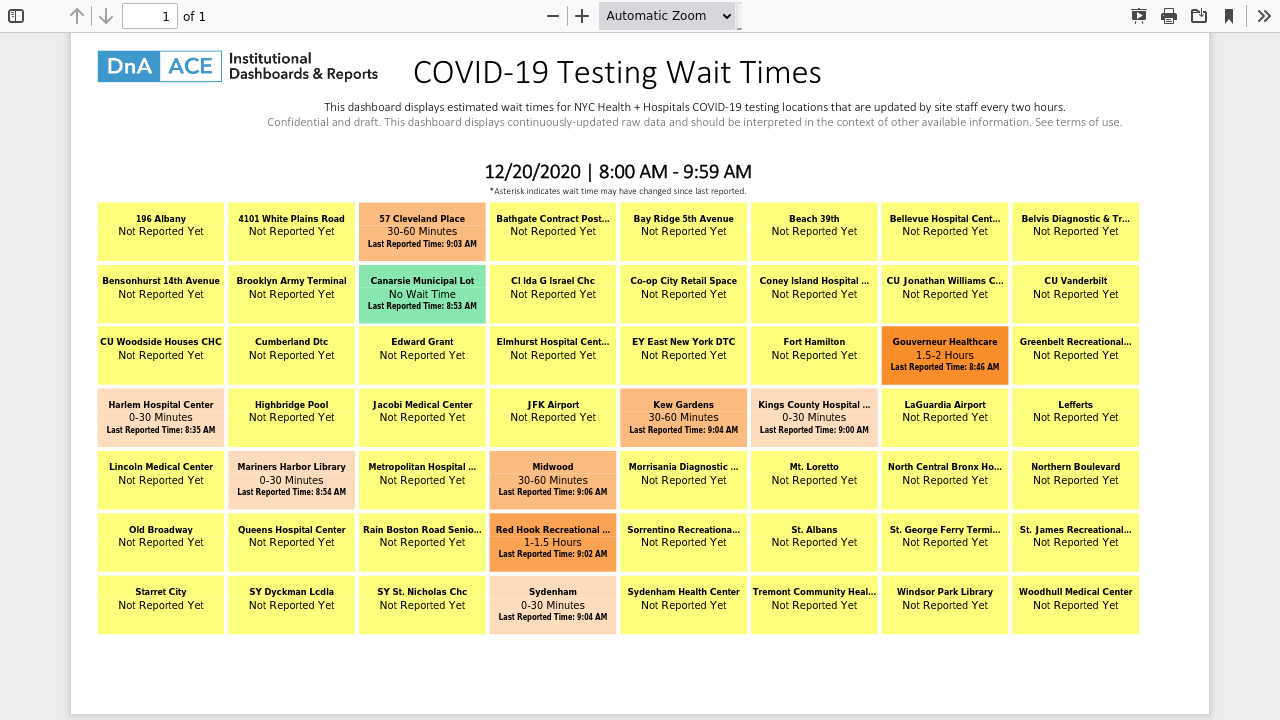 1 of 1
Automatic Zoom
DnA ACE Institutional Dashboards & Reports
COVID-19 Testing Wait Times
This dashboard displays estimated wait times for NYC Health + Hospitals COVID-19 testing locations that are updated by site staff every two hours.
Confidential and draft. This dashboard displays continuously-updated raw data and should be interpreted in the context of other available information. See terms of use.
12/20/2020 | 8:00 AM - 9:59 AM
*Asterisk indicates wait time may have changed since last reported.
196 Albany
Not Reported Yet
4101 White Plains Road
Not Reported Yet
57 Cleveland Place
30-60 Minutes
Last Reported Time: 9:03 AM
Bathgate Contract Post...
Not Reported Yet
Bay Ridge 5th Avenue
Not Reported Yet
Beach 39th
Not Reported Yet
Bellevue Hospital Cent...
Not Reported Yet
Belvis Diagnostic & Tr...
Not Reported Yet
Bensonhurst 14th Avenue
Not Reported Yet
Brooklyn Army Terminal
Not Reported Yet
Canarsie Municipal Lot
No Wait Time
Last Reported Time: 8:53 AM
Cl Ida G Israel Chc
Not Reported Yet
Co-op City Retail Space
Not Reported Yet
Coney Island Hospital ...
Not Reported Yet
CU Jonathan Williams C...
Not Reported Yet
CU Vanderbilt
Not Reported Yet
CU Woodside Houses CHC
Not Reported Yet
Cumberland Dtc
Not Reported Yet
Edward Grant
Not Reported Yet
Elmhurst Hospital Cent...
Not Reported Yet
EY East New York DTC
Not Reported Yet
Fort Hamilton
Not Reported Yet
Gouverneur Healthcare
1.5-2 Hours
Last Reported Time: 8:46 AM
Greenbelt Recreational...
Not Reported Yet
Harlem Hospital Center
0-30 Minutes
Last Reported Time: 8:35 AM
Highbridge Pool
Not Reported Yet
Jacobi Medical Center
Not Reported Yet
JFK Airport
Not Reported Yet
Kew Gardens
30-60 Minutes
Last Reported Time: 9:04 AM
Kings County Hospital ...
0-30 Minutes
Last Reported Time: 9:00 AM
LaGuardia Airport
Not Reported Yet
Lefferts
Not Reported Yet
Lincoln Medical Center
Not Reported Yet
Mariners Harbor Library
0-30 Minutes
Last Reported Time: 8:54 AM
Metropolitan Hospital ...
Not Reported Yet
Midwood
30-60 Minutes
Last Reported Time: 9:06 AM
Morrisania Diagnostic ...
Not Reported Yet
Mt. Loretto
Not Reported Yet
North Central Bronx Ho...
Not Reported Yet
Northern Boulevard
Not Reported Yet
Old Broadway
Not Reported Yet
Queens Hospital Center
Not Reported Yet
Rain Boston Road Senio...
Not Reported Yet
Red Hook Recreational ...
1-1.5 Hours
Last Reported Time: 9:02 AM
Sorrentino Recreationa...
Not Reported Yet
St. Albans
Not Reported Yet
St. George Ferry Termi...
Not Reported Yet
St. James Recreational...
Not Reported Yet
Starret City
Not Reported Yet
SY Dyckman Lcdla
Not Reported Yet
SY St. Nicholas Chc
Not Reported Yet
Sydenham
0-30 Minutes
Last Reported Time: 9:04 AM
Sydenham Health Center
Not Reported Yet
Tremont Community Heal...
Not Reported Yet
Windsor Park Library
Not Reported Yet
Woodhull Medical Center
Not Reported Yet